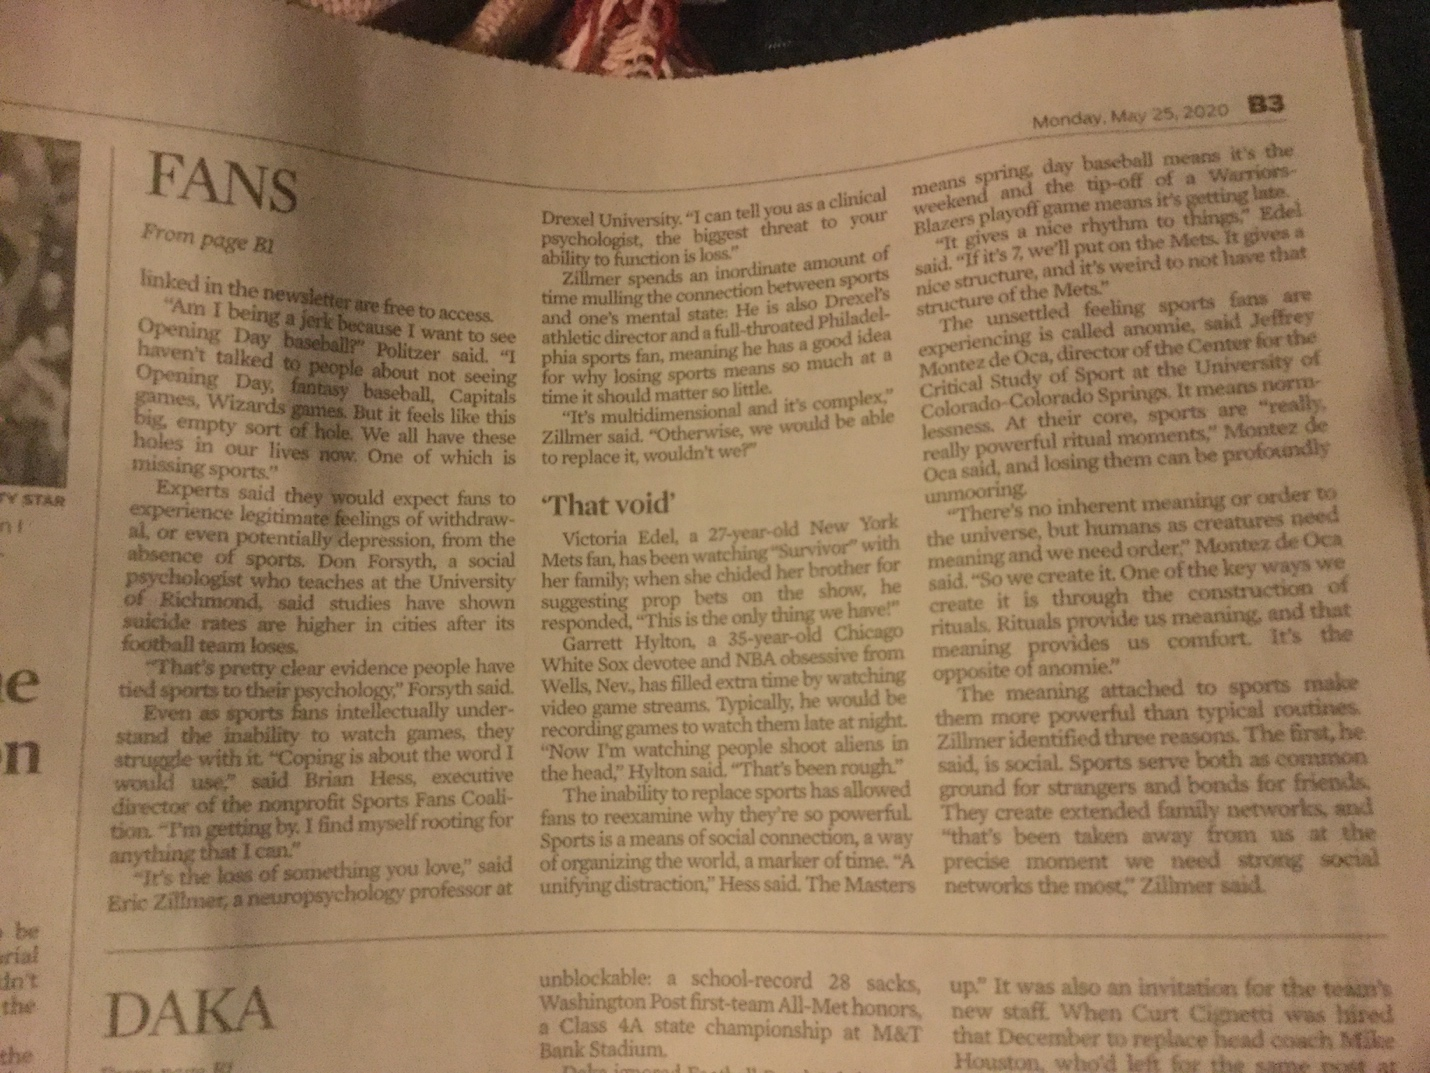 Monday, May 25, 2020 B3
FANS
From page B1
linked in the newsletter are free to access.
"Am I being a jerk because I want to see
Opening Day baseball?" Politzer said. "I
haven't talked to people about not seeing
Opening Day, fantasy baseball, Capitals
games, Wizards games. But it feels like this
big, empty sort of hole. We all have these
holes in our lives now. One of which is
missing sports."
Experts said they would expect fans to
experience legitimate feelings of withdraw-
al, or even potentially depression, from the
absence of sports. Don Forsyth, a social
psychologist who teaches at the University
of Richmond, said studies have shown
suicide rates are higher in cities after its
football team loses.
"That's pretty clear evidence people have
tied sports to their psychology," Forsyth said.
Even as sports fans intellectually under-
stand the inability to watch games, they
struggle with it. "Coping is about the word I
would use," said Brian Hess, executive
director of the nonprofit Sports Fans Coali-
tion. "I'm getting by. I find myself rooting for
anything that I can."
"It's the loss of something you love," said
Eric Zillmer, a neuropsychology professor at
Drexel University. "I can tell you as a clinical
psychologist, the biggest threat to your
ability to function is loss."
Zillmer spends an inordinate amount of
time mulling the connection between sports
and one's mental state: He is also Drexel's
athletic director and a full-throated Philadel-
phia sports fan, meaning he has a good idea
for why losing sports means so much at a
time it should matter so little.
"It's multidimensional and it's complex,"
Zillmer said. "Otherwise, we would be able
to replace it, wouldn't we?"
'That void'
Victoria Edel, a 27-year-old New York
Mets fan, has been watching "Survivor" with
her family; when she chided her brother for
suggesting prop bets on the show, he
responded, "This is the only thing we have!"
Garrett Hylton, a 35-year-old Chicago
White Sox devotee and NBA obsessive from
Wells, Nev., has filled extra time by watching
video game streams. Typically, he would be
recording games to watch them late at night.
"Now I'm watching people shoot aliens in
the head," Hylton said. "That's been rough."
The inability to replace sports has allowed
fans to reexamine why they're so powerful.
Sports is a means of social connection, a way
of organizing the world, a marker of time. "A
unifying distraction," Hess said. The Masters
means spring, day baseball means it's the
weekend and the tip-off of a Warriors-
Blazers playoff game means it's getting late.
"It gives a nice rhythm to things," Edel
said. "If it's 7, we'll put on the Mets. It gives a
nice structure, and it's weird to not have that
structure of the Mets."
The unsettled feeling sports fans are
experiencing is called anomie, said Jeffrey
Montez de Oca, director of the Center for the
Critical Study of Sport at the University of
Colorado-Colorado Springs. It means norm-
lessness. At their core, sports are "really,
really powerful ritual moments," Montez de
Oca said, and losing them can be profoundly
unmooring.
"There's no inherent meaning or order to
the universe, but humans as creatures need
meaning and we need order," Montez de Oca
said. "So we create it. One of the key ways we
create it is through the construction of
rituals. Rituals provide us meaning, and that
meaning provides us comfort. It's the
opposite of anomie."
The meaning attached to sports make
them more powerful than typical routines.
Zillmer identified three reasons. The first, he
said, is social. Sports serve both as common
ground for strangers and bonds for friends.
They create extended family networks, and
"that's been taken away from us at the
precise moment we need strong social
networks the most," Zillmer said.
TY STAR
be
the
the
DAKA
unblockable: a school-record 28 sacks,
Washington Post first-team All-Met honors,
a Class 4A state championship at M&T
Bank Stadium.
up." It was also an invitation for the team's
new staff. When Curt Cignetti was hired
that December to replace head coach Mike
Houston, who'd left for the same post at